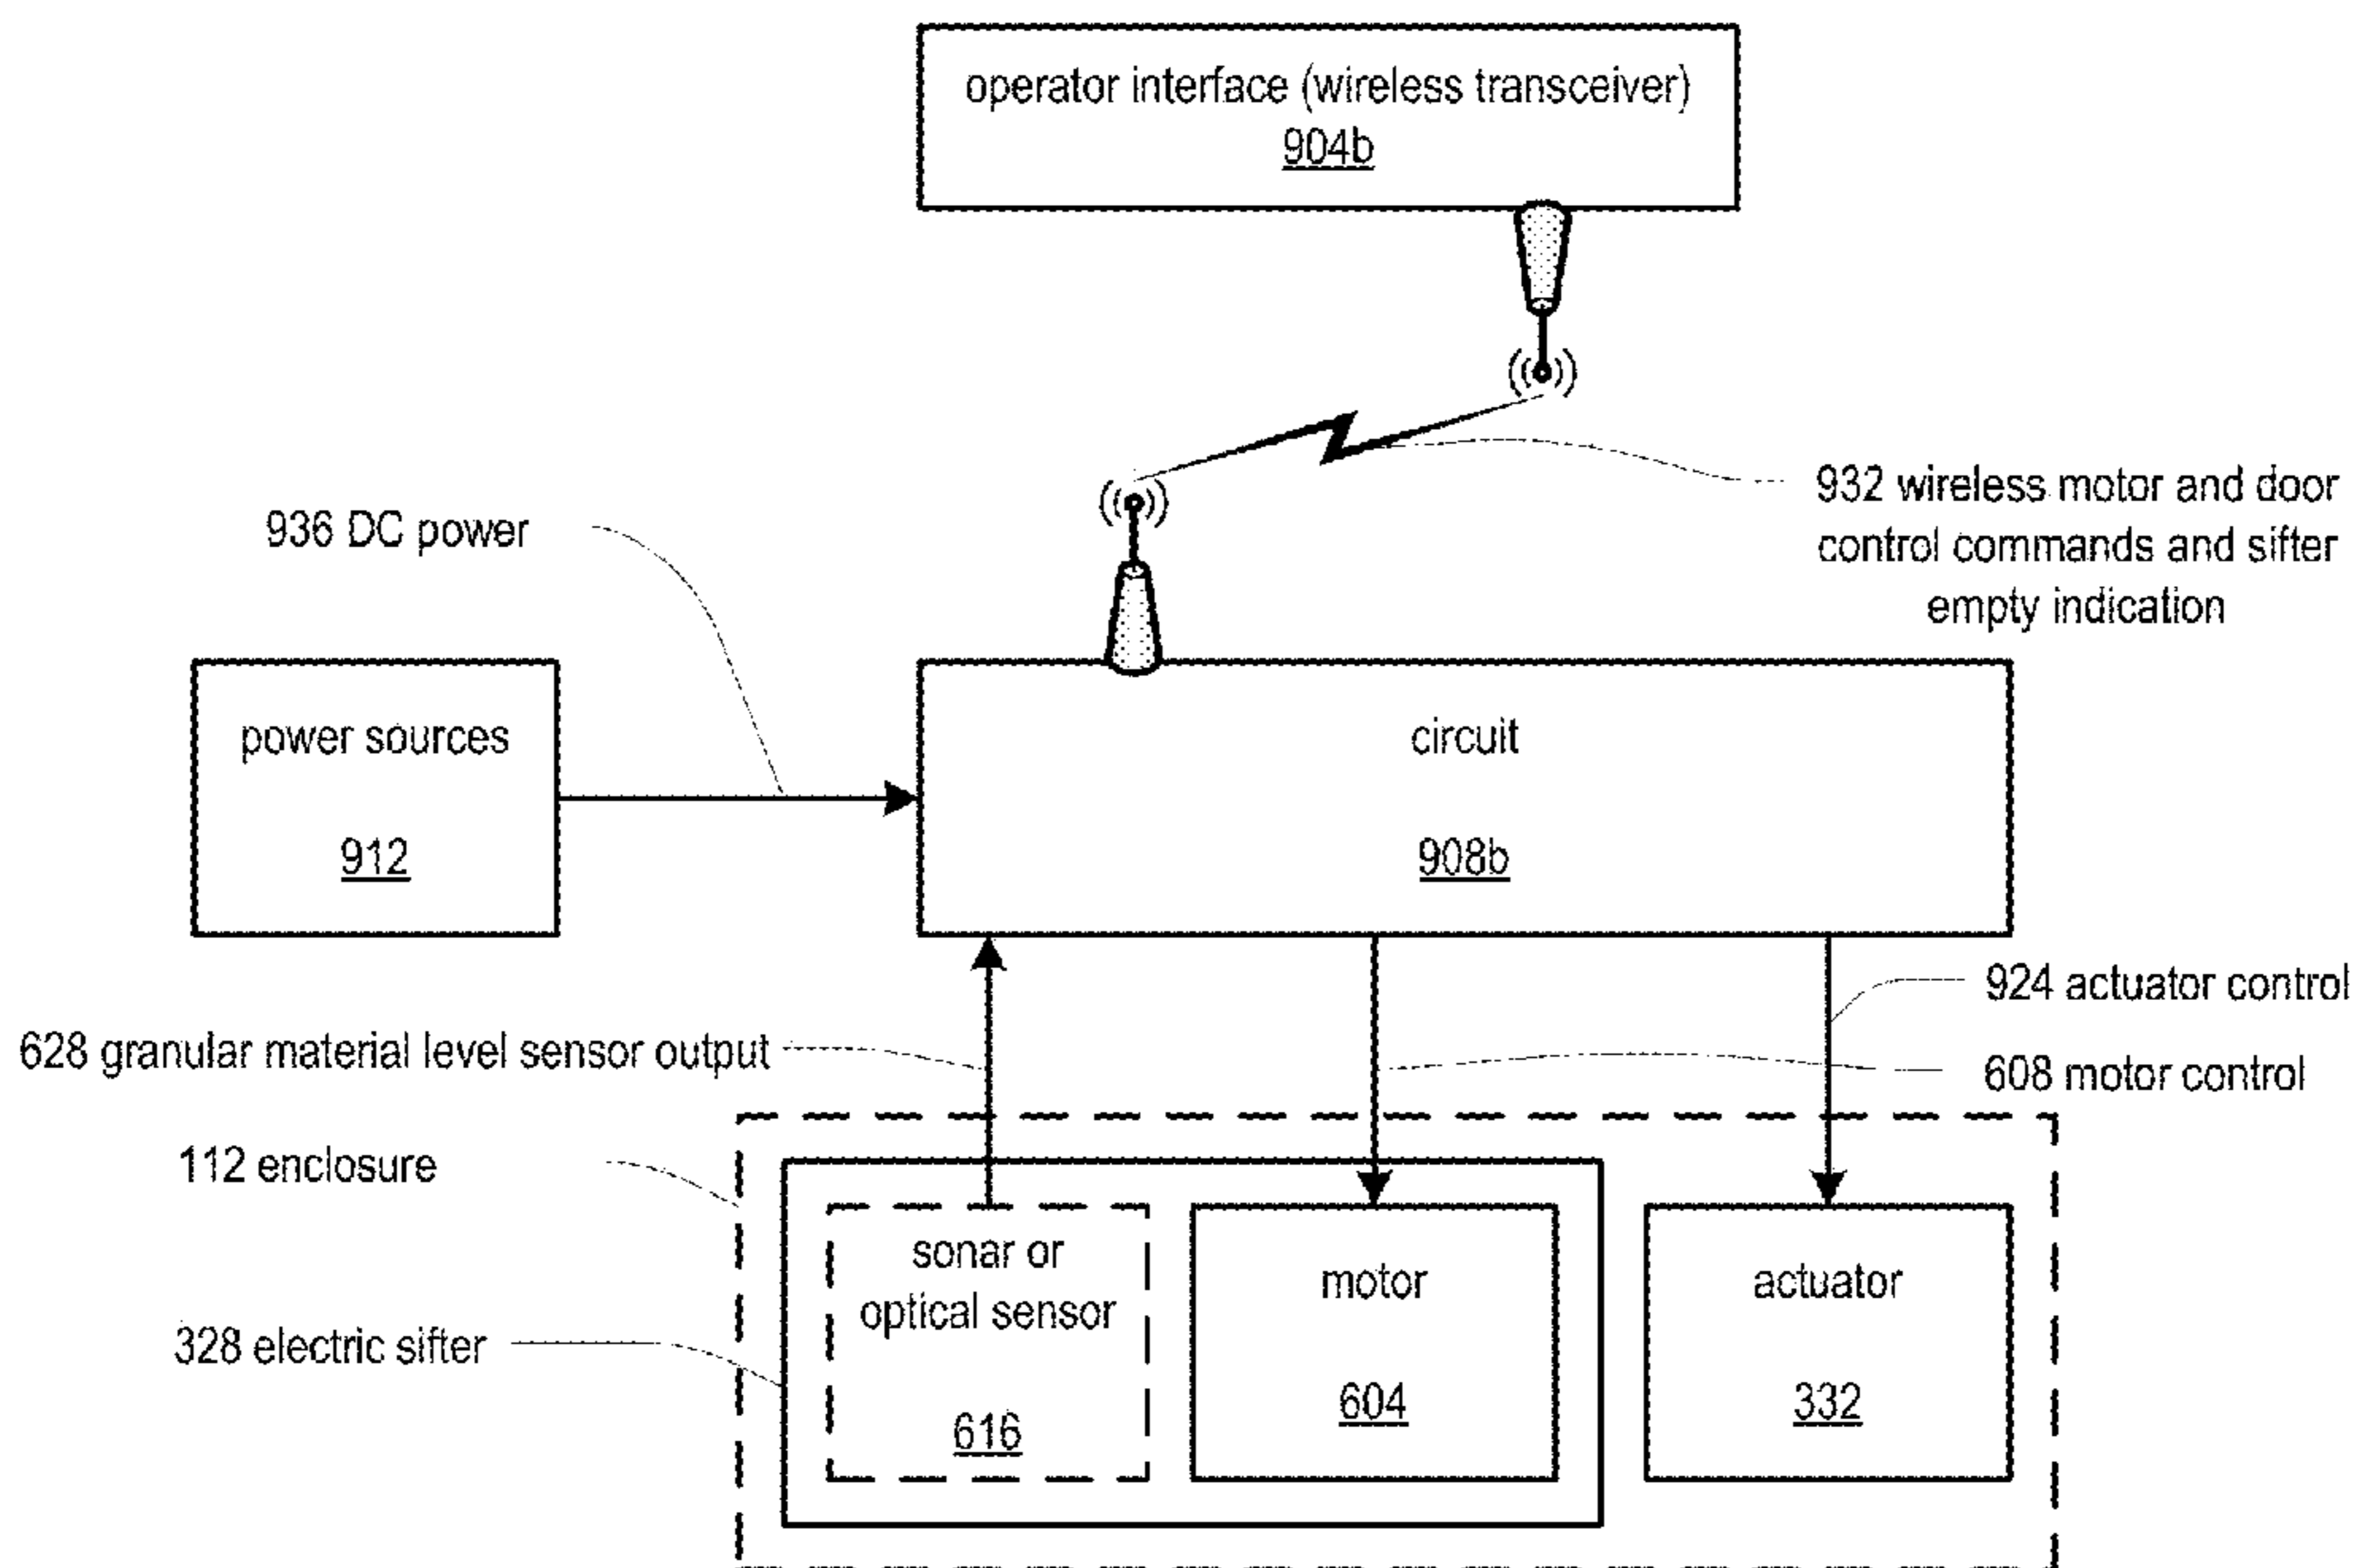 operator interface (wireless transceiver)
904b
932 wireless motor and door
control commands and sifter
empty indication
936 DC power
power sources
912
circuit
908b
924 actuator control
628 granular material level sensor output
608 motor control
112 enclosure
328 electric sifter
sonar or
optical sensor
616
motor
604
actuator
332